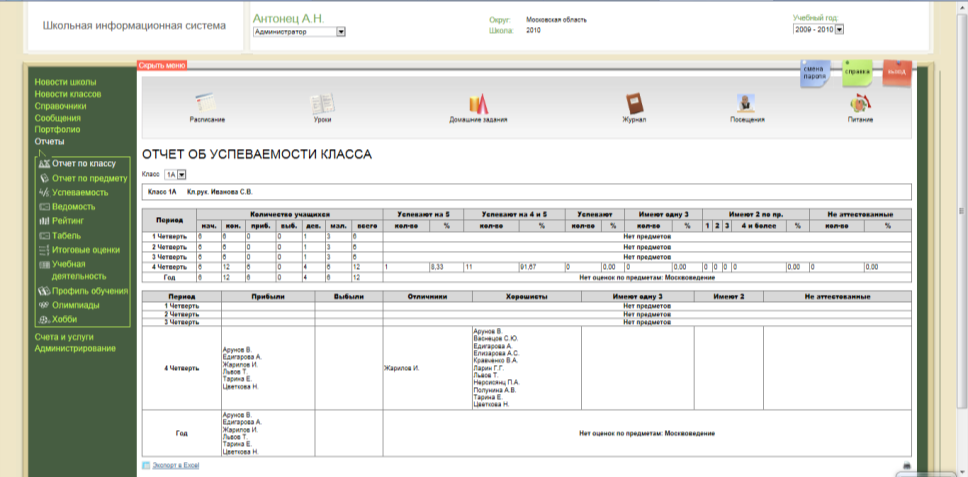 Школьная информационная система
Антонец А.Н.
Администратор
Округ: Московская область
Школа: 2010
Учебный год:
2009 - 2010
Скрыть меню
смена пароля
справка
выход
Новости школы
Новости классов
Справочники
Сообщения
Портфолио
Отчеты
Отчет по классу
Отчет по предмету
Успеваемость
Ведомость
Рейтинг
Табель
Итоговые оценки
Учебная
деятельность
Профиль обучения
Олимпиады
Хобби
Счета и услуги
Администрирование
Расписание Уроки Домашние задания Журнал Посещения Питание
ОТЧЕТ ОБ УСПЕВАЕМОСТИ КЛАССА
Класс 1А
Класс 1А Кл.рук. Иванова С.В.
Период Количество учащихся Успевают на 5 Успевают на 4 и 5 Успевают Имеют одну 3 Имеют 2 по пр. Не аттестованные
нач. кон. приб. выб. дев. мал. всего кол-во % кол-во % кол-во % кол-во % 1 2 3 4 и более % кол-во %
1 Четверть 6 6 0 0 1 3 6 Нет предметов
2 Четверть 6 6 0 0 1 3 6 Нет предметов
3 Четверть 6 6 0 0 1 3 6 Нет предметов
4 Четверть 6 12 6 0 4 6 12 1 8,33 11 91,67 0 0,00 0 0,00 0 0 0 0 0,00 0 0,00
Год 6 12 6 0 4 6 12 Нет оценок по предметам: Москвоведение
Период Прибыли Выбыли Отличники Хорошисты Имеют одну 3 Имеют 2 Не аттестованные
1 Четверть Нет предметов
2 Четверть Нет предметов
3 Четверть Нет предметов
4 Четверть
Арунов В.
Едигарова А.
Жарилов И.
Львов Т.
Тарина Е.
Цветкова Н.
Жарилов И.
Арунов В.
Васнецов С.Ю.
Едигарова А.
Елизарова А.С.
Кравченко В.А.
Ларин Г.Г.
Львов Т.
Нарсисянц П.А.
Полунина А.В.
Тарина Е.
Цветкова Н.
Год
Арунов В.
Едигарова А.
Жарилов И.
Львов Т.
Тарина Е.
Цветкова Н.
Нет оценок по предметам: Москвоведение
Экспорт в Excel